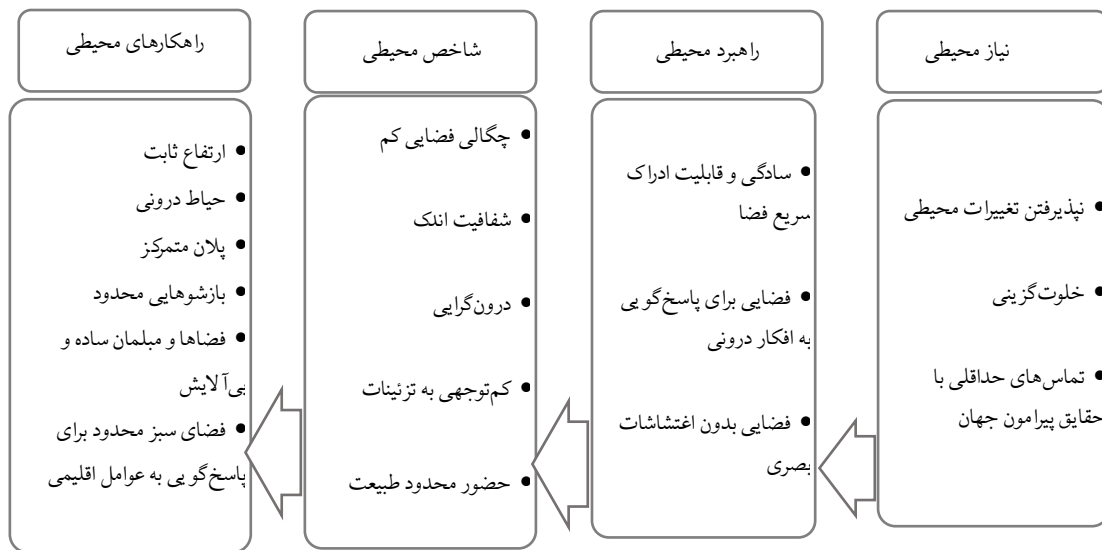 نیاز محیطی
نپذیرفتن تغییرات محیطی
خلوت‌گزینی
تماس‌های حداقلی با
حقایق پیرامون جهان
راهبرد محیطی
سادگی و قابلیت ادراک
سریع فضا
فضایی برای پاسخ‌گویی
به افکار درونی
فضایی بدون اغتشاشات
بصری
شاخص محیطی
چگالی فضایی کم
شفافیت اندک
درون‌گرایی
کم‌توجهی به تزئینات
حضور محدود طبیعت
راهکارهای محیطی
ارتفاع ثابت
حیاط درونی
پلان متمرکز
بازشوهایی محدود
فضاها و مبلمان ساده و
بی‌آلایش
فضای سبز محدود برای
پاسخ‌گویی به عوامل اقلیمی